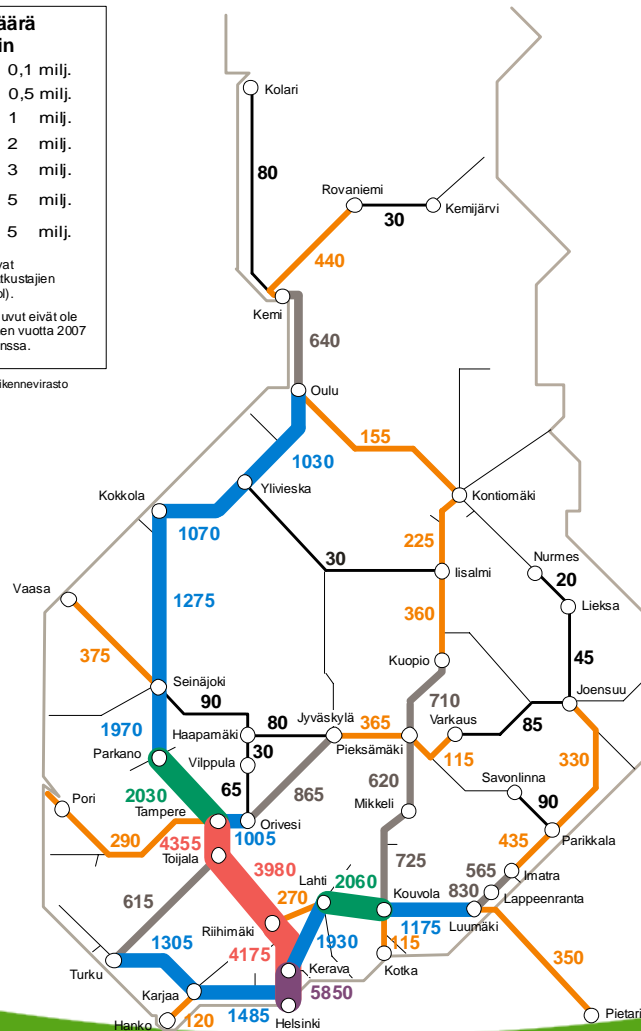 äärä
in
0,1 milj.
0,5 milj.
1 milj.
2 milj.
3 milj.
5 milj.
5 milj.
vat
tkustajien
ol).
uvut eivät ole
en vuotta 2007
nssa.
ikennevirasto
Kolari
80
Rovaniemi
30
Kemijärvi
440
Kemi
640
Oulu
155
1030
Ylivieska
Kontiomäki
Kokkola
1070
225
30
Nurmes
Iisalmi
20
Vaasa
1275
Lieksa
360
375
Kuopio
45
Seinäjoki
710
Joensuu
90
Jyväskylä
Varkaus
85
1970
Haapamäki
80
365
Parkano
30
Pieksämäki
115
330
Vilppula
2030
65
865
620
Savonlinna
Pori
Tampere
Mikkeli
90
1005
Orivesi
290
4355
Parikkala
Toijala
725
435
3980
Imatra
Lahti
2060
565
615
270
Kouvola
830
Lappeenranta
Riihimäki
1175
Luumäki
1305
4175
1930
115
350
Turku
Kerava
Kotka
Karjaa
5850
Hanko
120
1485
Helsinki
Pietari